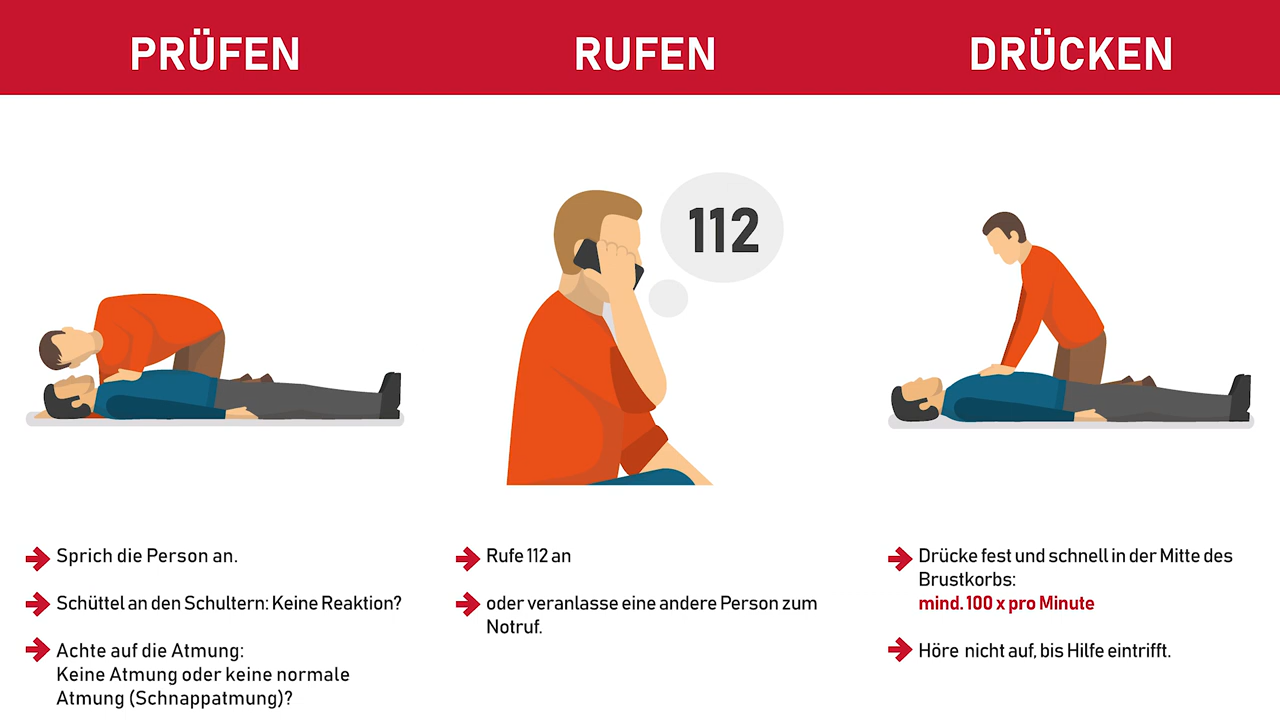 PRÜFEN
RUFEN
DRÜCKEN
112
Sprich die Person an.
Schüttel an den Schultern: Keine Reaktion?
Achte auf die Atmung:
Keine Atmung oder keine normale
Atmung (Schnappatmung)?
Rufe 112 an
oder veranlasse eine andere Person zum
Notruf.
Drücke fest und schnell in der Mitte des
Brustkorbs:
mind. 100 x pro Minute
Höre nicht auf, bis Hilfe eintrifft.